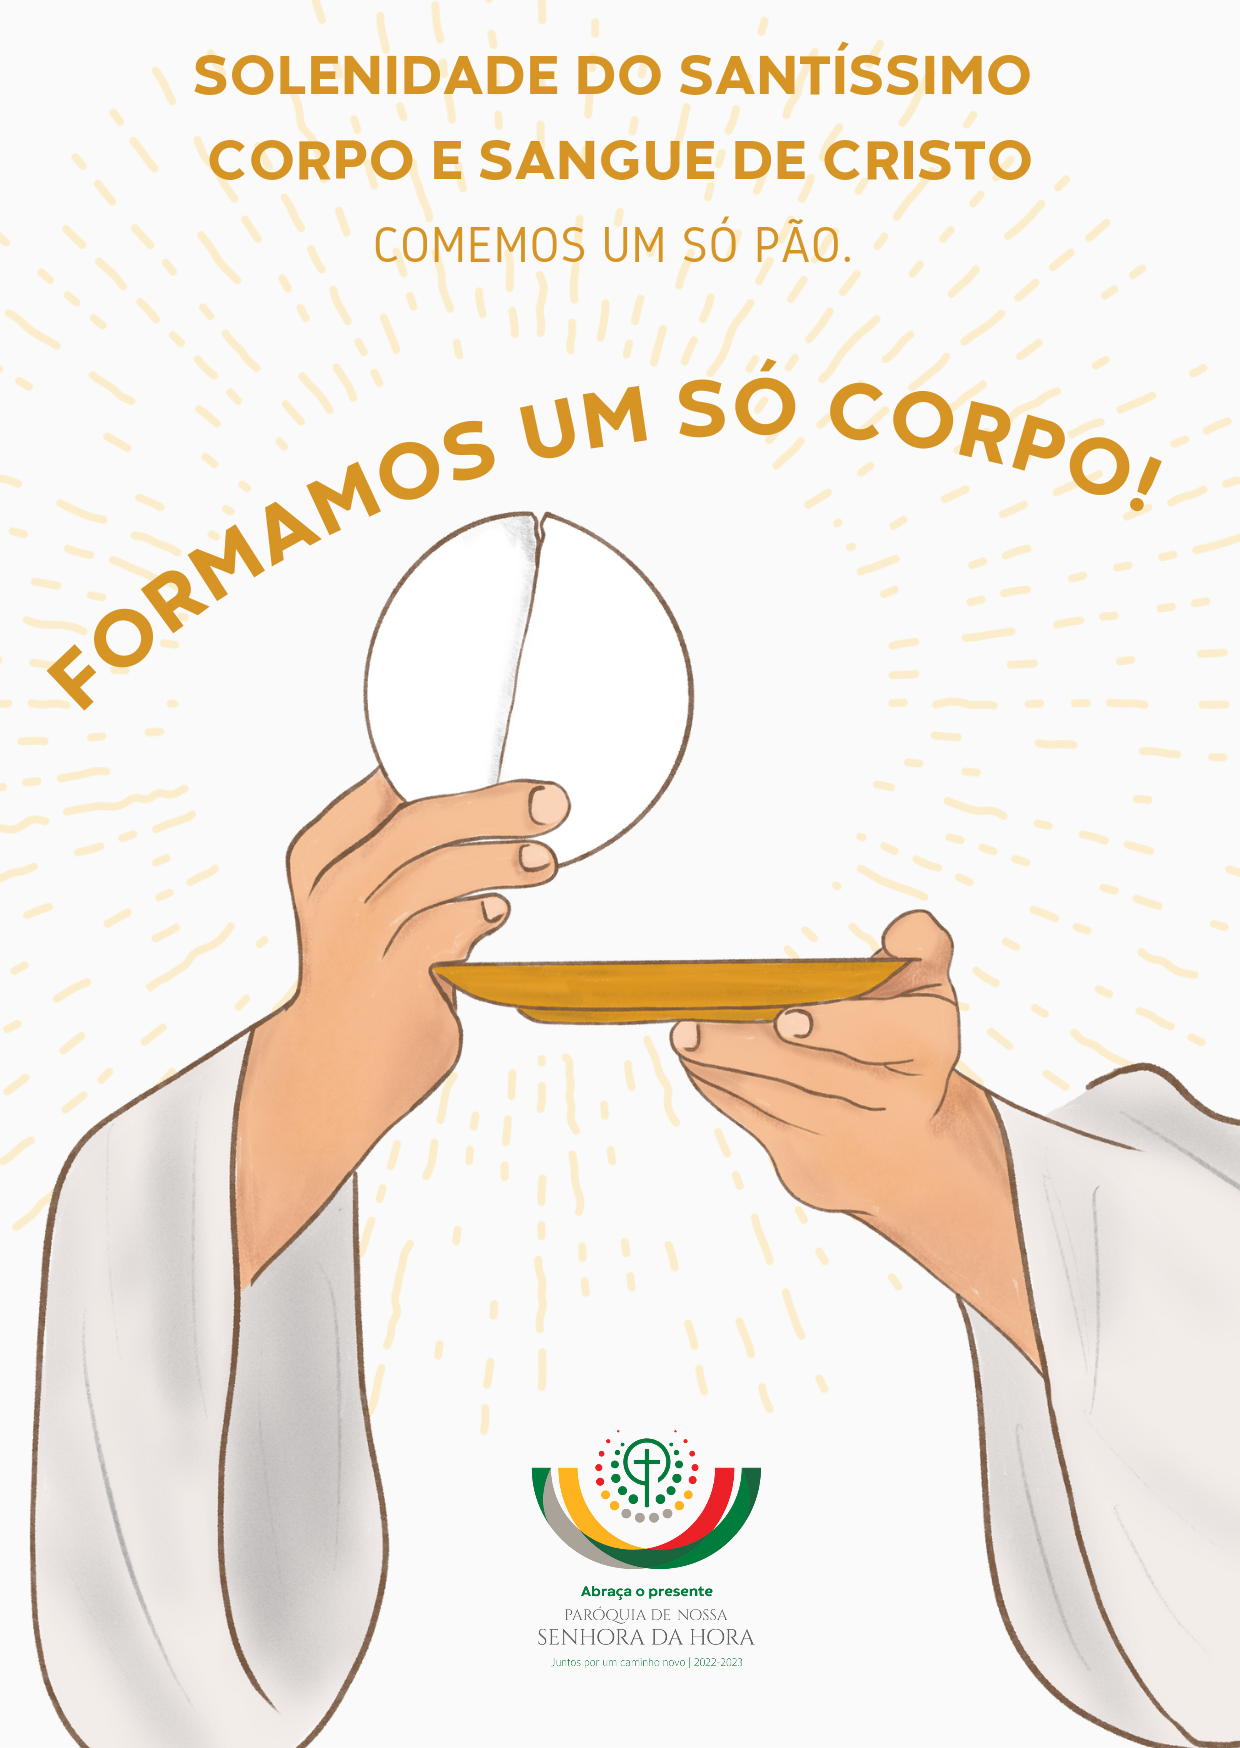 SOLENIDADE DO SANTÍSSIMO
CORPO E SANGUE DE CRISTO
COMEMOS UM SÓ PÃO.
FORMAMOS UM SÓ CORPO!
Abraça o presente
PARÓQUIA DE NOSSA
SENHORA DA HORA
Juntos por um caminho novo | 2022-2023